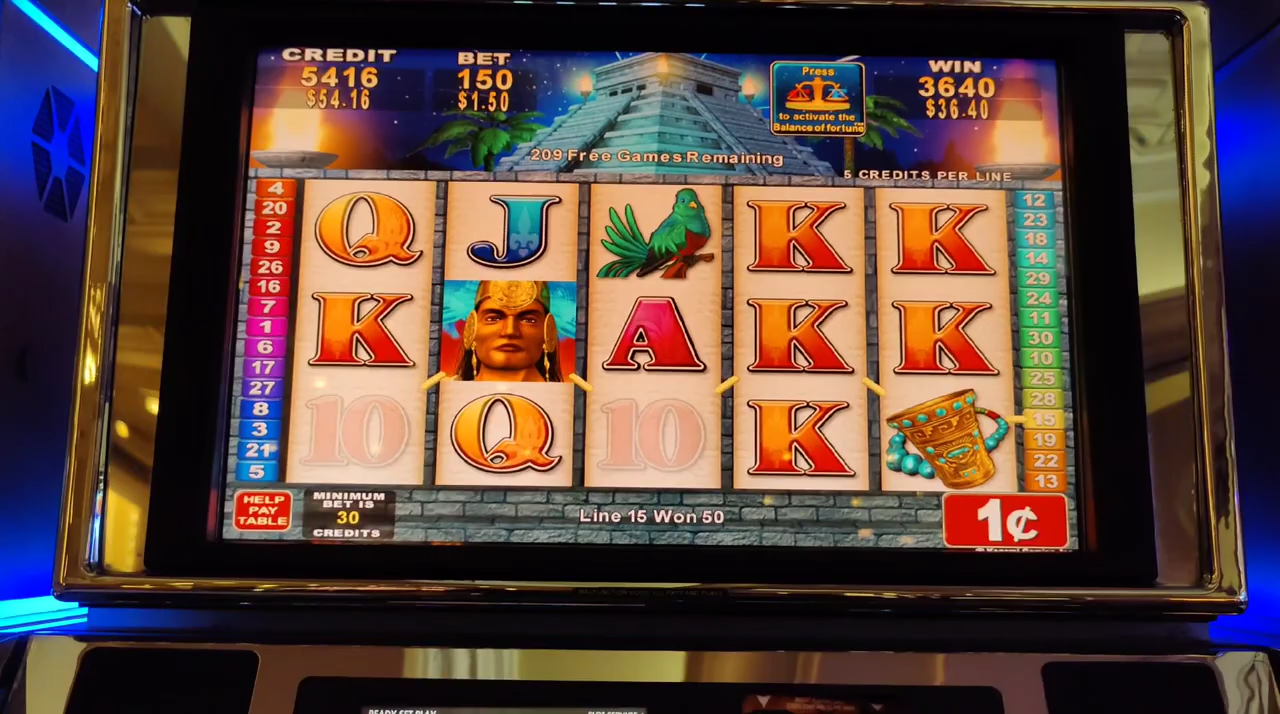 CREDIT
5416
$54.16
BET
150
$1.50
Press
to activate the
Balance of fortune™
WIN
3640
$36.40
209 Free Games Remaining
5 CREDITS PER LINE
4
20
2
9
26
16
7
1
6
17
27
8
3
21
5
Q J K K
K A K K
10 Q 10 K
12
23
18
14
29
24
11
30
10
25
28
15
19
22
13
HELP
PAY
TABLE
MINIMUM
BET IS
30
CREDITS
Line 15 Won 50
1¢